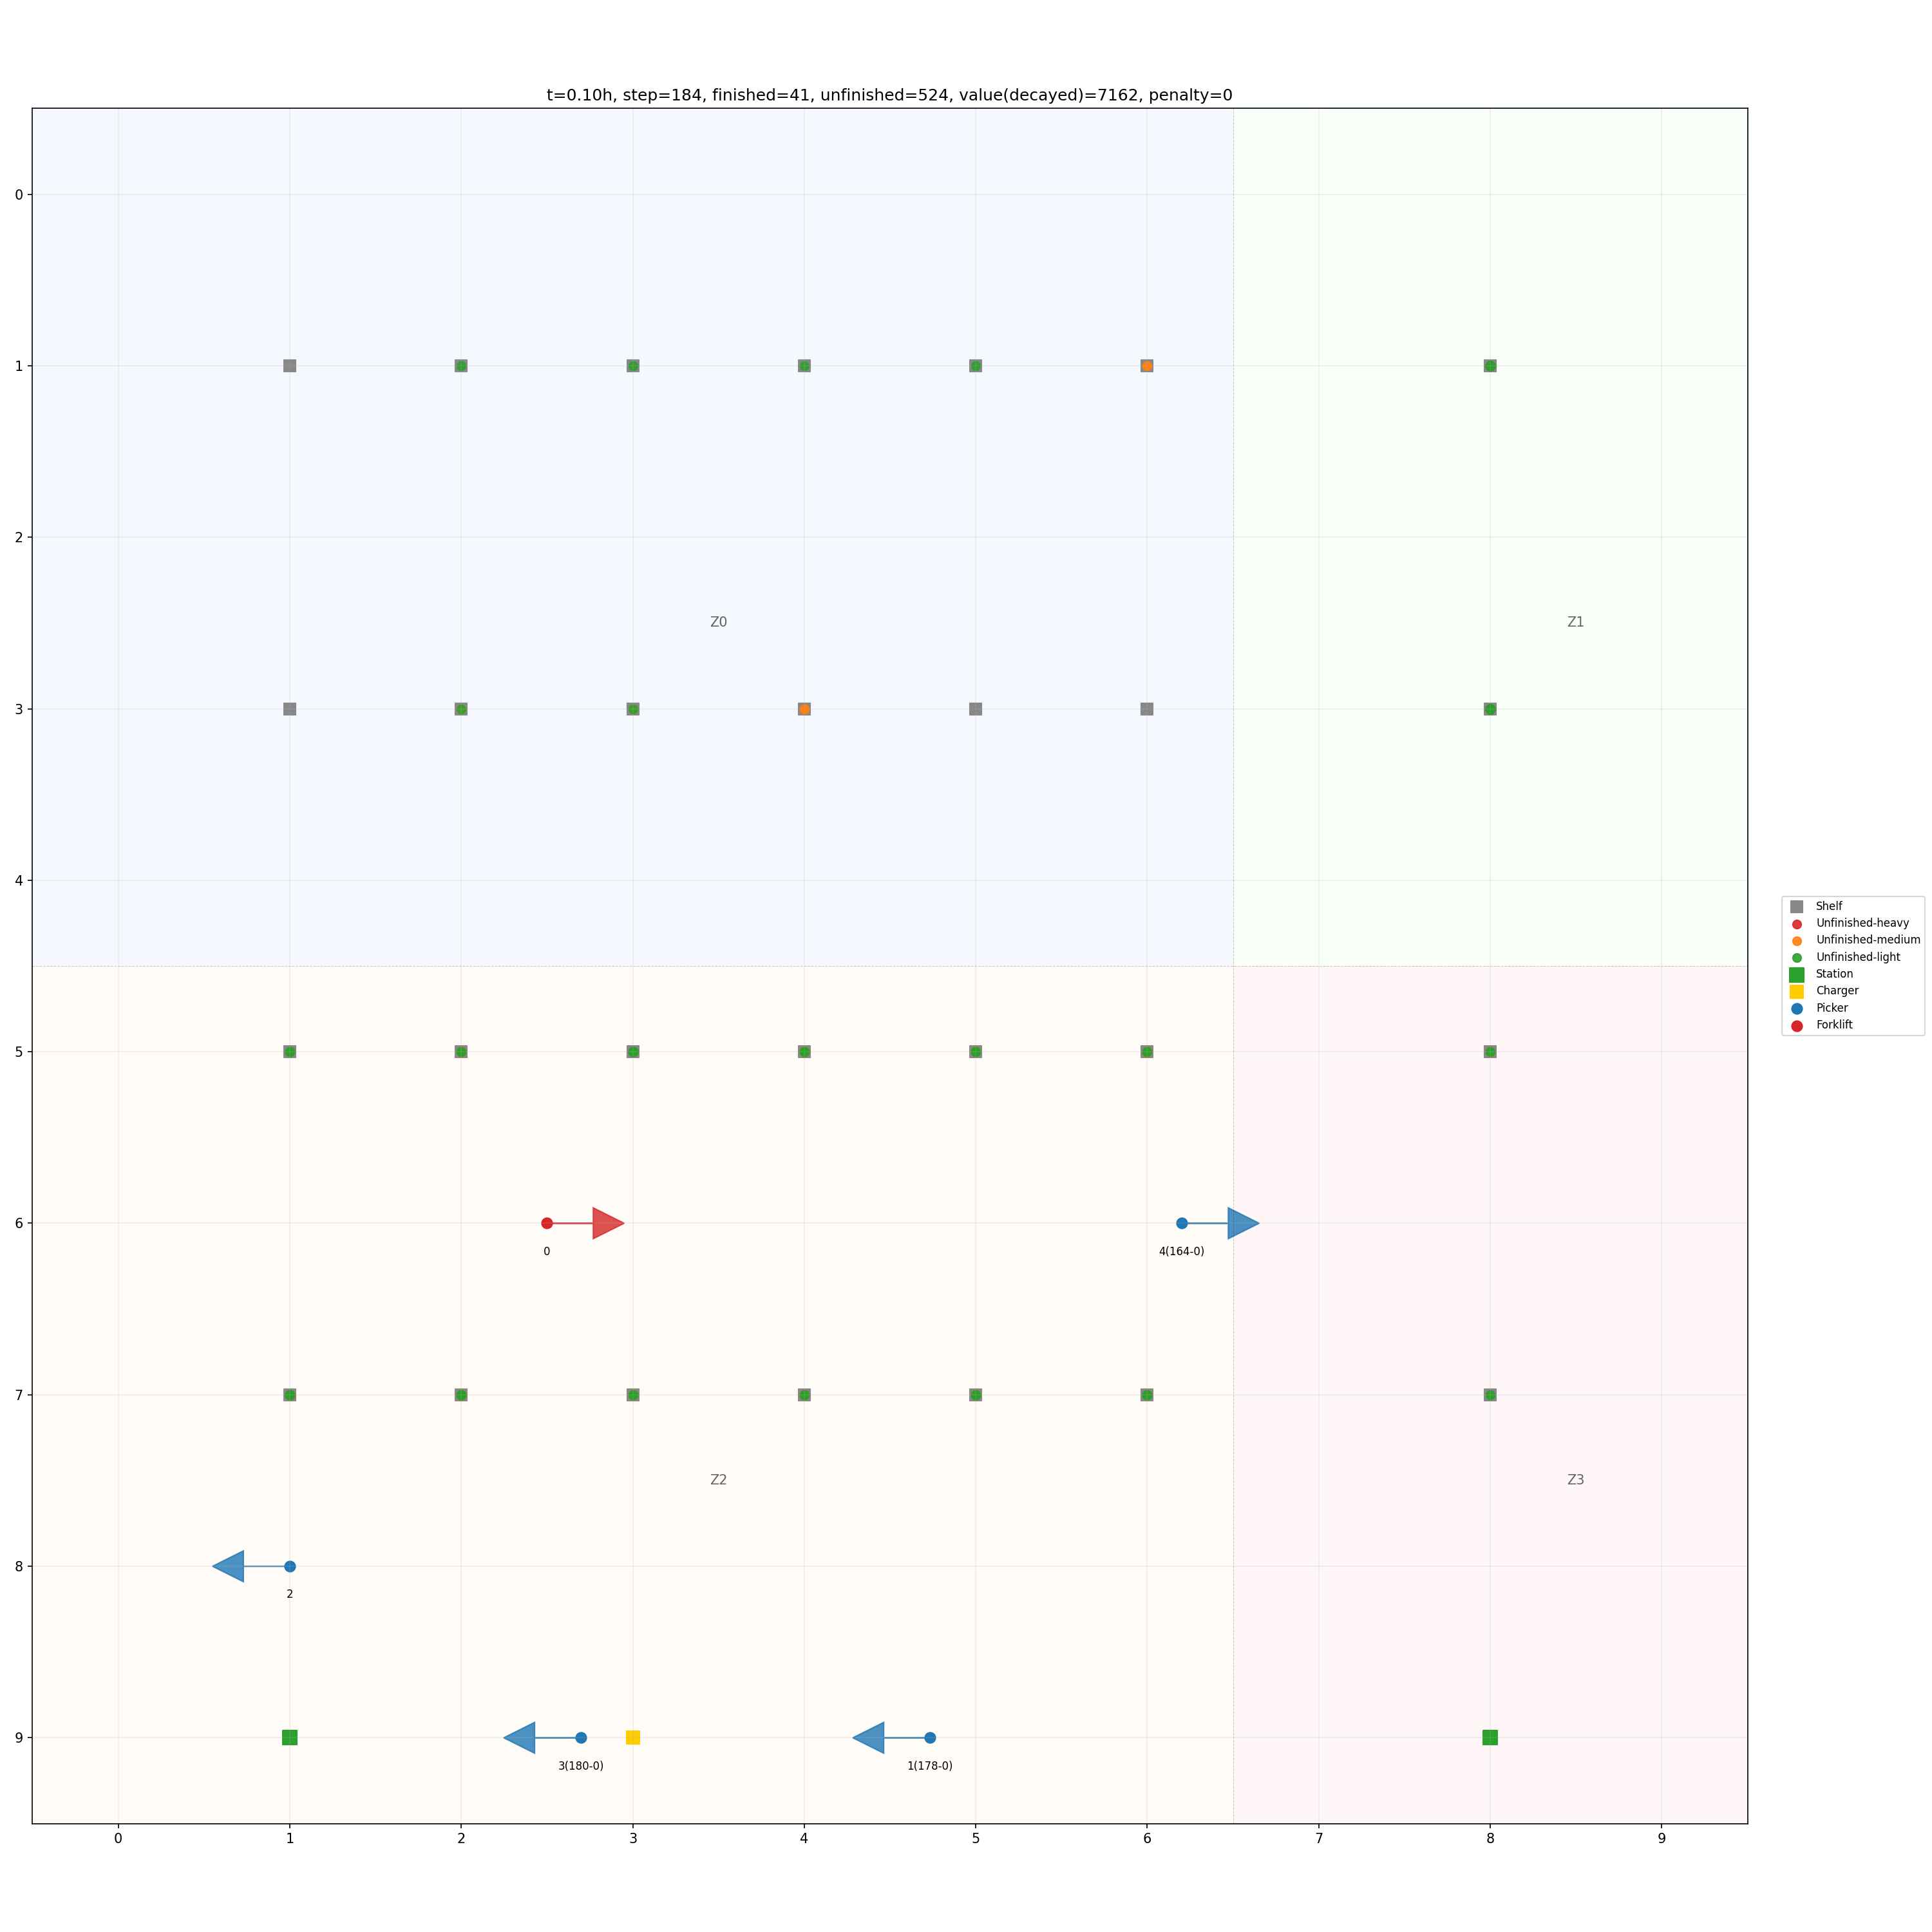 t=0.10h, step=184, finished=41, unfinished=524, value(decayed)=7162, penalty=0
0
1
2
Z0
Z1
3
4
Shelf
Unfinished-heavy
Unfinished-medium
Unfinished-light
Station
Charger
Picker
Forklift
5
6
0
4(164-0)
7
Z2
Z3
8
2
9
3(180-0)
1(178-0)
0 1 2 3 4 5 6 7 8 9